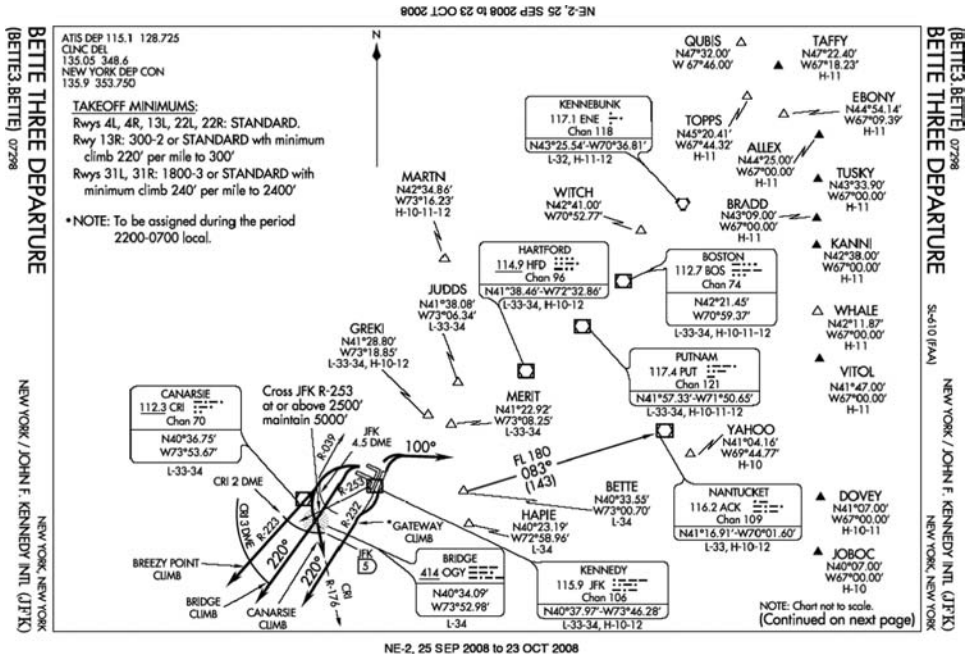 NE-2, 25 SEP 2008 to 23 OCT 2008
(BETTE3.BETTE) 07298
BETTE THREE DEPARTURE
NEW YORK / JOHN F. KENNEDY INTL (JFK)
NEW YORK, NEW YORK
ATIS DEP 115.1 128.725
CLNC DEL
135.05 348.6
NEW YORK DEP CON
135.9 353.750
TAKEOFF MINIMUMS:
Rwys 4L, 4R, 13L, 22L, 22R: STANDARD.
Rwy 13R: 300-2 or STANDARD wth minimum
climb 220' per mile to 300'
Rwys 31L, 31R: 1800-3 or STANDARD with
minimum climb 240' per mile to 2400'
•NOTE: To be assigned during the period
2200-0700 local.
N
QUBIS
N47°32.00'
W 67°46.00'
TAFFY
N47°22.40'
W67°18.23'
H-11
KENNEBUNK
117.1 ENE
Chan 118
N43°25.54'-W70°36.81'
L-32, H-11-12
TOPPS
N45°20.41'
W67°44.32'
H-11
EBONY
N44°54.14'
W67°09.39'
H-11
ALLEX
N44°25.00'
W67°00.00'
H-11
TUSKY
N43°33.90'
W67°00.00'
H-11
MARTN
N42°34.86'
W73°16.23'
H-10-11-12
WITCH
N42°41.00'
W70°52.77'
BRADD
N43°09.00'
W67°00.00'
H-11
KANNI
N42°38.00'
W67°00.00'
H-11
HARTFORD
114.9 HFD
Chan 96
N41°38.46'-W72°32.86'
L-33-34, H-10-12
BOSTON
112.7 BOS
Chan 74
N42°21.45'
W70°59.37'
L-33-34, H-10-11-12
JUDDS
N41°38.08'
W73°06.34'
L-33-34
WHALE
N42°11.87'
W67°00.00'
H-11
GREKI
N41°28.80'
W73°18.85'
L-33-34, H-10-12
PUTNAM
117.4 PUT
Chan 121
N41°57.33'-W71°50.65'
L-33-34, H-10-11-12
VITOL
N41°47.00'
W67°00.00'
H-11
CANARSIE
112.3 CRI
Chan 70
N40°36.75'
W73°53.67'
L-33-34
Cross JFK R-253
at or above 2500'
maintain 5000'
MERIT
N41°22.92'
W73°08.25'
L-33-34
JFK
4.5 DME
R-039
100°
R-253
R-232
FL 180
083°
(143)
YAHOO
N41°04.16'
W69°44.77'
H-10
CRI 2 DME
CRI 3 DME
R-223
220°
BETTE
N40°33.55'
W73°00.70'
L-34
NANTUCKET
116.2 ACK
Chan 109
N41°16.91'-W70°01.60'
L-33, H-10-12
DOVEY
N41°07.00'
W67°00.00'
H-10-11
HAPIE
N40°23.19'
W72°58.96'
L-34
*GATEWAY
CLIMB
BREEZY POINT
CLIMB
BRIDGE
CLIMB
CANARSIE
CLIMB
220°
CRI
R-176
JFK
5
BRIDGE
414 OGY
N40°34.09'
W73°52.98'
L-34
KENNEDY
115.9 JFK
Chan 106
N40°37.97'-W73°46.28'
L-33-34, H-10-12
JOBOC
N40°07.00'
W67°00.00'
H-10
NOTE: Chart not to scale.
(Continued on next page)
(BETTE3.BETTE) 07298
BETTE THREE DEPARTURE
SL-610 (FAA)
NEW YORK / JOHN F. KENNEDY INTL (JFK)
NEW YORK, NEW YORK
NE-2, 25 SEP 2008 to 23 OCT 2008